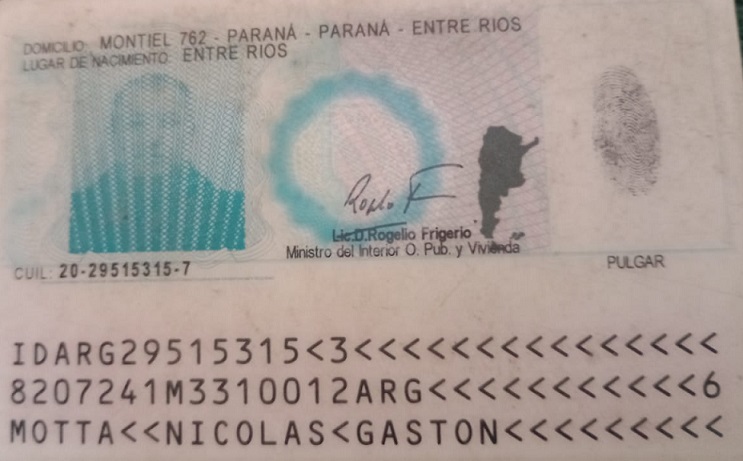 DOMICILIO: MONTIEL 762 - PARANÁ - PARANÁ - ENTRE RIOS
LUGAR DE NACIMIENTO: ENTRE RIOS
Lic.D.Rogelio Frigerio
Ministro del Interior O. Pub. y Vivienda
PULGAR
CUIL: 20-29515315-7
IDARG29515315<3<<<<<<<<<<<<<<<
8207241M3310012ARG<<<<<<<<<<<6
MOTTA<<NICOLAS<GASTON<<<<<<<<<